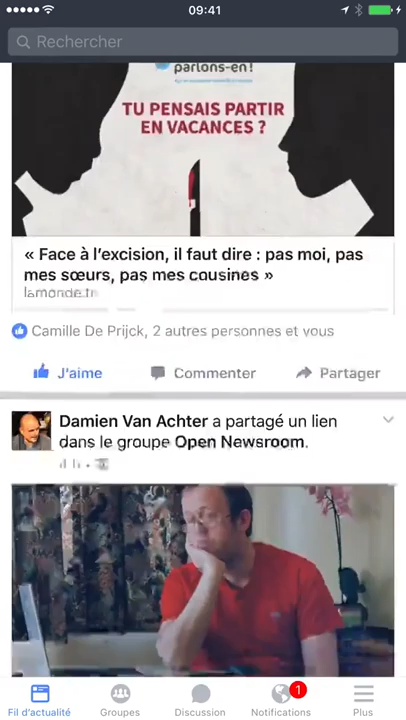 09:41
Rechercher
parlons-en!
TU PENSAIS PARTIR
EN VACANCES ?
« Face à l'excision, il faut dire : pas moi, pas
mes sœurs, pas mes cousines »
lemonde.fr
Camille De Prijck, 2 autres personnes et vous
J'aime Commenter Partager
Damien Van Achter a partagé un lien
dans le groupe Open Newsroom.
1
Fil d'actualité Groupes Discussion Notifications Plus